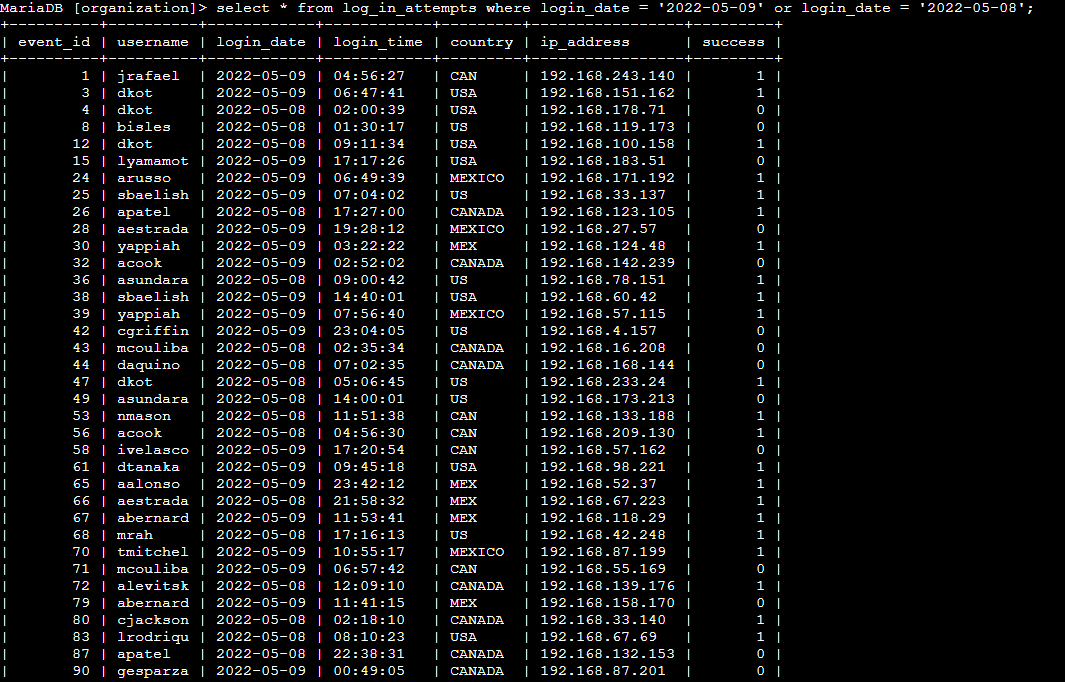 MariaDB [organization]> select * from log_in_attempts where login_date = '2022-05-09' or login_date = '2022-05-08';
+----------+----------+------------+------------+---------+-----------------+---------+
| event_id | username | login_date | login_time | country | ip_address      | success |
+----------+----------+------------+------------+---------+-----------------+---------+
|        1 | jrafael  | 2022-05-09 | 04:56:27   | CAN     | 192.168.243.140 |       1 |
|        3 | dkot     | 2022-05-09 | 06:47:41   | USA     | 192.168.151.162 |       1 |
|        4 | dkot     | 2022-05-08 | 02:00:39   | USA     | 192.168.178.71  |       0 |
|        8 | bisles   | 2022-05-08 | 01:30:17   | US      | 192.168.119.173 |       0 |
|       12 | dkot     | 2022-05-08 | 09:11:34   | USA     | 192.168.100.158 |       1 |
|       15 | lyamamot | 2022-05-09 | 17:17:26   | USA     | 192.168.183.51  |       0 |
|       24 | arusso   | 2022-05-09 | 06:49:39   | MEXICO  | 192.168.171.192 |       1 |
|       25 | sbaelish | 2022-05-09 | 07:04:02   | US      | 192.168.33.137  |       1 |
|       26 | apatel   | 2022-05-08 | 17:27:00   | CANADA  | 192.168.123.105 |       1 |
|       28 | aestrada | 2022-05-09 | 19:28:12   | MEXICO  | 192.168.27.57   |       0 |
|       30 | yappiah  | 2022-05-09 | 03:22:22   | MEX     | 192.168.124.48  |       1 |
|       32 | acook    | 2022-05-09 | 02:52:02   | CANADA  | 192.168.142.239 |       0 |
|       36 | asundara | 2022-05-08 | 09:00:42   | US      | 192.168.78.151  |       1 |
|       38 | sbaelish | 2022-05-09 | 14:40:01   | USA     | 192.168.60.42   |       1 |
|       39 | yappiah  | 2022-05-09 | 07:56:40   | MEXICO  | 192.168.57.115  |       1 |
|       42 | cgriffin | 2022-05-09 | 23:04:05   | US      | 192.168.4.157   |       0 |
|       43 | mcouliba | 2022-05-08 | 02:35:34   | CANADA  | 192.168.16.208  |       0 |
|       44 | daquino  | 2022-05-08 | 07:02:35   | CANADA  | 192.168.168.144 |       0 |
|       47 | dkot     | 2022-05-08 | 05:06:45   | US      | 192.168.233.24  |       1 |
|       49 | asundara | 2022-05-08 | 14:00:01   | US      | 192.168.173.213 |       0 |
|       53 | nmason   | 2022-05-08 | 11:51:38   | CAN     | 192.168.133.188 |       1 |
|       56 | acook    | 2022-05-08 | 04:56:30   | CAN     | 192.168.209.130 |       1 |
|       58 | ivelasco | 2022-05-09 | 17:20:54   | CAN     | 192.168.57.162  |       0 |
|       61 | dtanaka  | 2022-05-09 | 09:45:18   | USA     | 192.168.98.221  |       1 |
|       65 | aalonso  | 2022-05-09 | 23:42:12   | MEX     | 192.168.52.37   |       1 |
|       66 | aestrada | 2022-05-08 | 21:58:32   | MEX     | 192.168.67.223  |       1 |
|       67 | abernard | 2022-05-09 | 11:53:41   | MEX     | 192.168.118.29  |       1 |
|       68 | mrah     | 2022-05-08 | 17:16:13   | US      | 192.168.42.248  |       1 |
|       70 | tmitchel | 2022-05-09 | 10:55:17   | MEXICO  | 192.168.87.199  |       1 |
|       71 | mcouliba | 2022-05-09 | 06:57:42   | CAN     | 192.168.55.169  |       0 |
|       72 | alevitsk | 2022-05-08 | 12:09:10   | CANADA  | 192.168.139.176 |       1 |
|       79 | abernard | 2022-05-09 | 11:41:15   | MEX     | 192.168.158.170 |       0 |
|       80 | cjackson | 2022-05-08 | 02:18:10   | CANADA  | 192.168.33.140  |       1 |
|       83 | lrodriqu | 2022-05-08 | 08:10:23   | USA     | 192.168.67.69   |       1 |
|       87 | apatel   | 2022-05-08 | 22:38:31   | CANADA  | 192.168.132.153 |       0 |
|       90 | gesparza | 2022-05-09 | 00:49:05   | CANADA  | 192.168.87.201  |       0 |